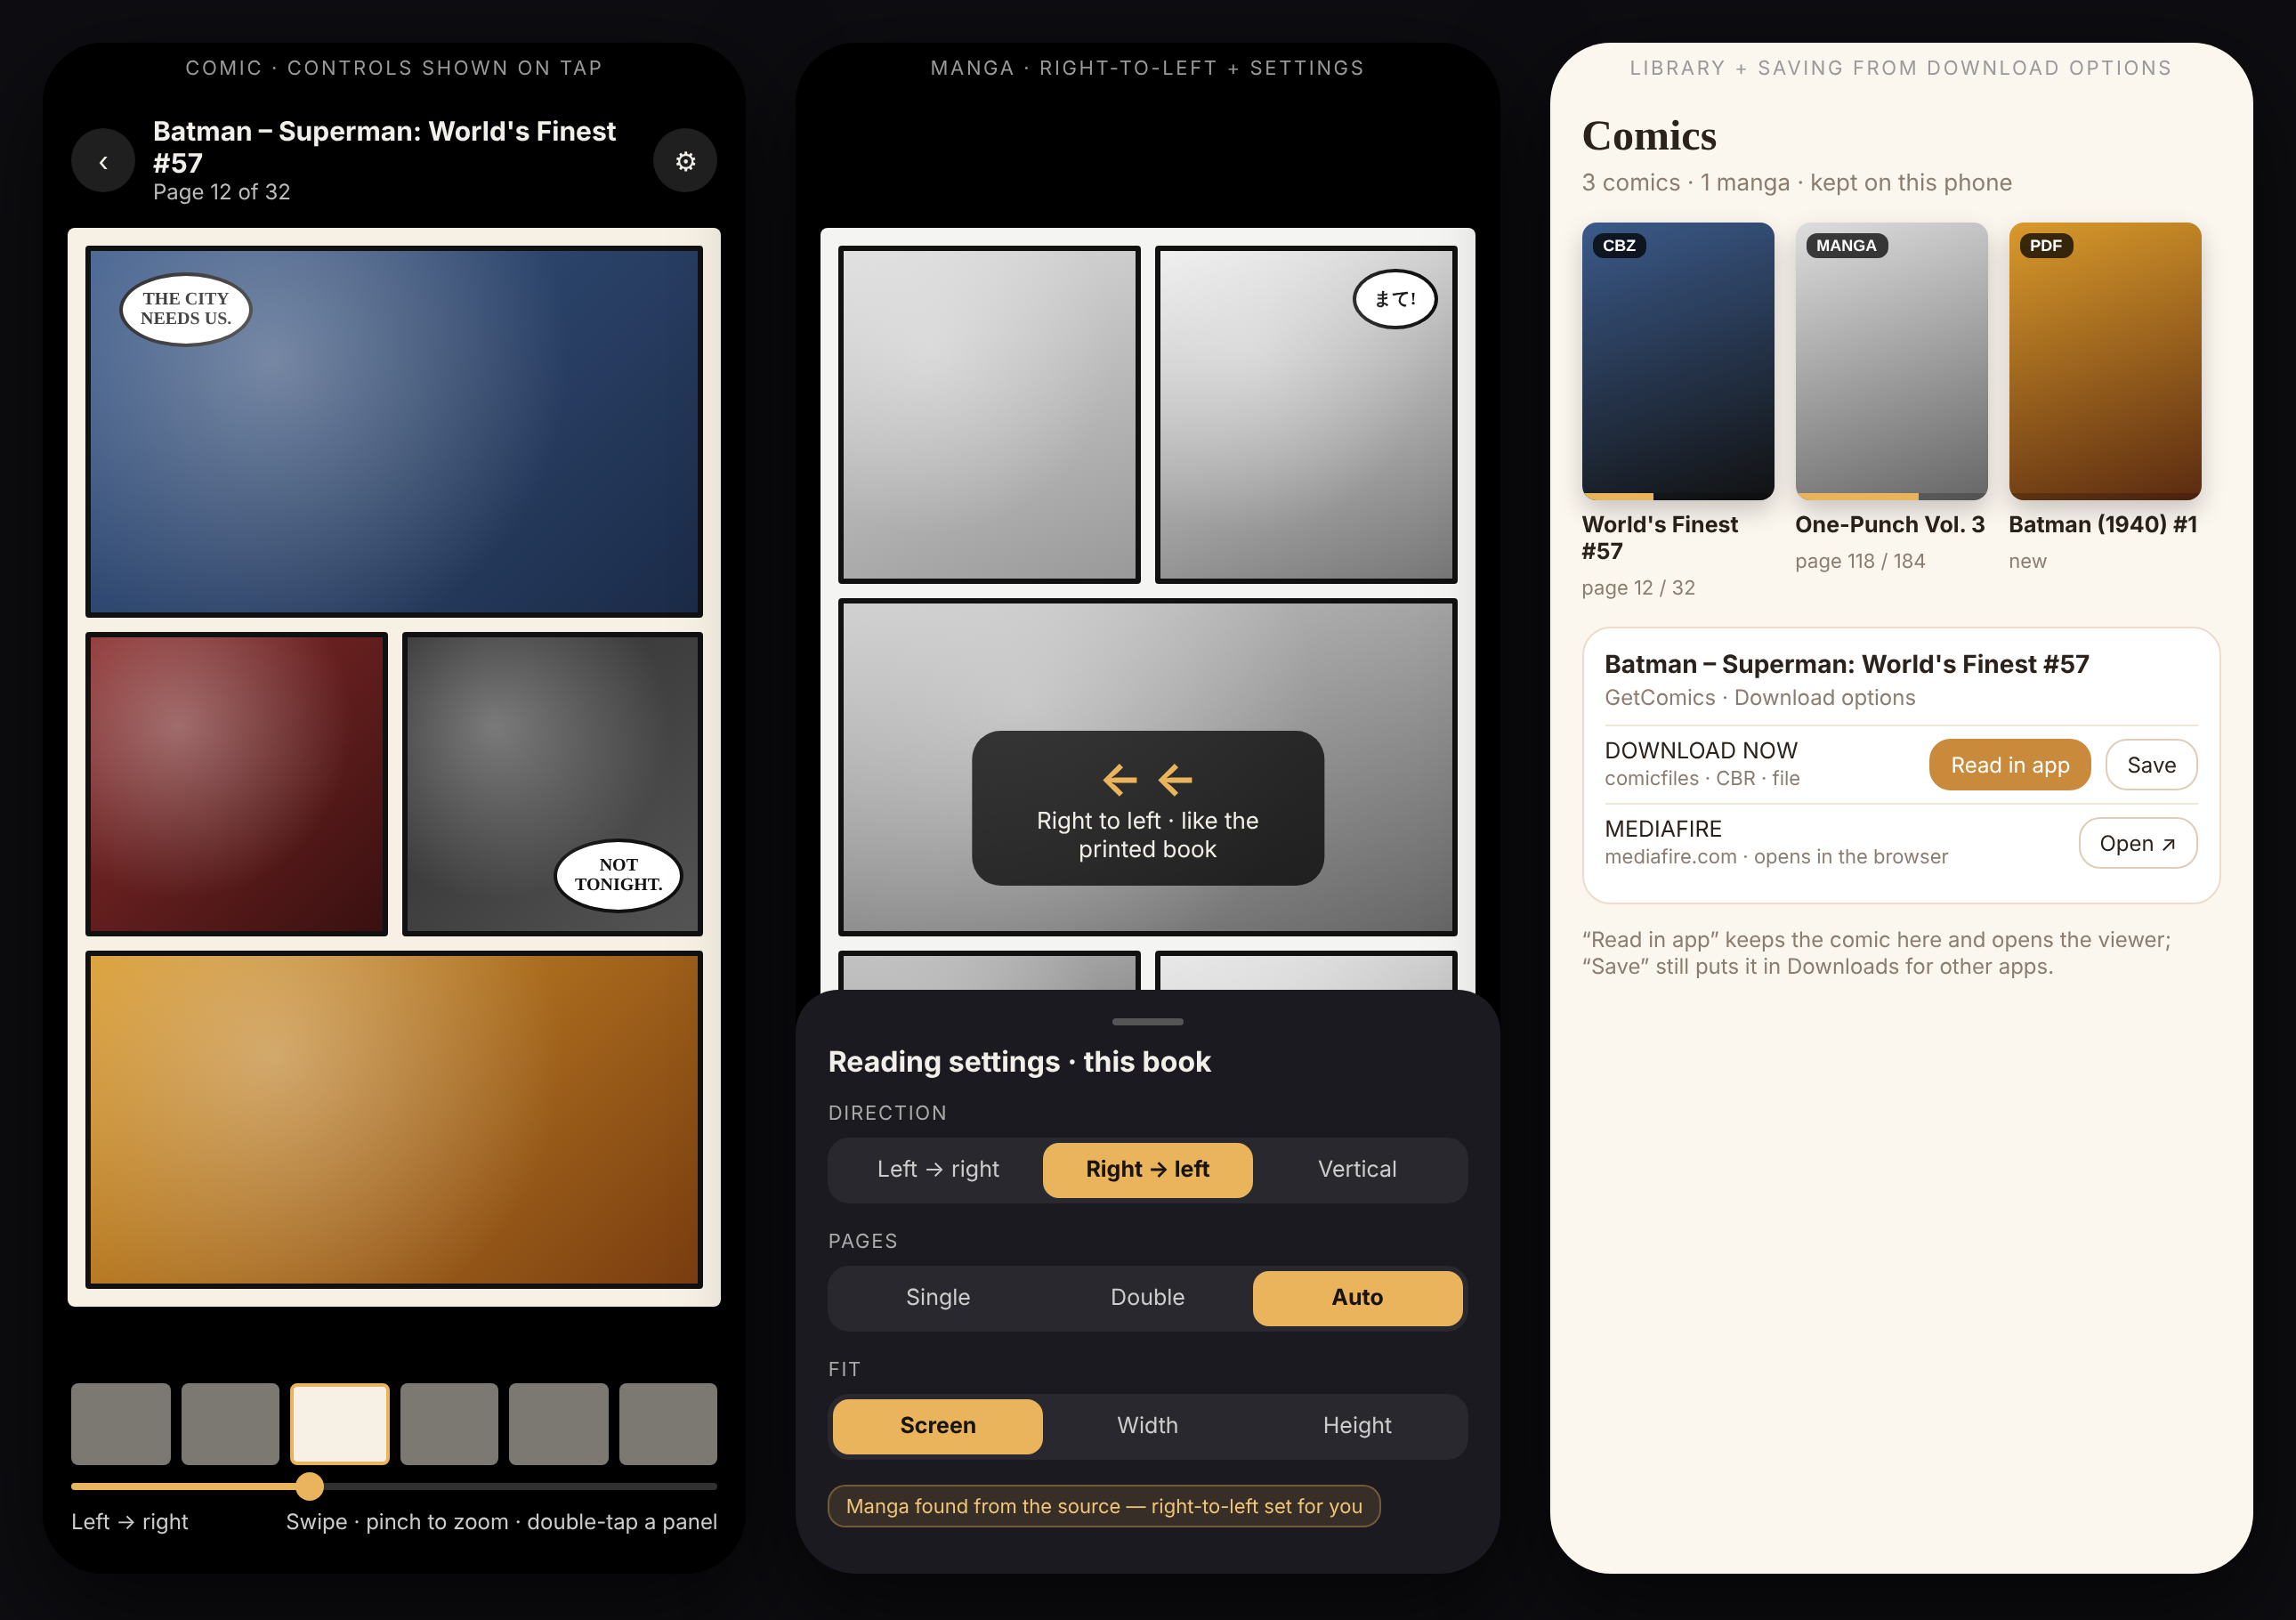 COMIC · CONTROLS SHOWN ON TAP
‹
Batman – Superman: World's Finest
#57
Page 12 of 32
⚙
THE CITY
NEEDS US.
NOT
TONIGHT.
Left → right
Swipe · pinch to zoom · double-tap a panel
MANGA · RIGHT-TO-LEFT + SETTINGS
まて!
← ←
Right to left · like the
printed book
Reading settings · this book
DIRECTION
Left → right
Right → left
Vertical
PAGES
Single
Double
Auto
FIT
Screen
Width
Height
Manga found from the source — right-to-left set for you
LIBRARY + SAVING FROM DOWNLOAD OPTIONS
Comics
3 comics · 1 manga · kept on this phone
CBZ
World's Finest
#57
page 12 / 32
MANGA
One-Punch Vol. 3
page 118 / 184
PDF
Batman (1940) #1
new
Batman – Superman: World's Finest #57
GetComics · Download options
DOWNLOAD NOW
comicfiles · CBR · file
Read in app
Save
MEDIAFIRE
mediafire.com · opens in the browser
Open ↗
“Read in app” keeps the comic here and opens the viewer;
“Save” still puts it in Downloads for other apps.